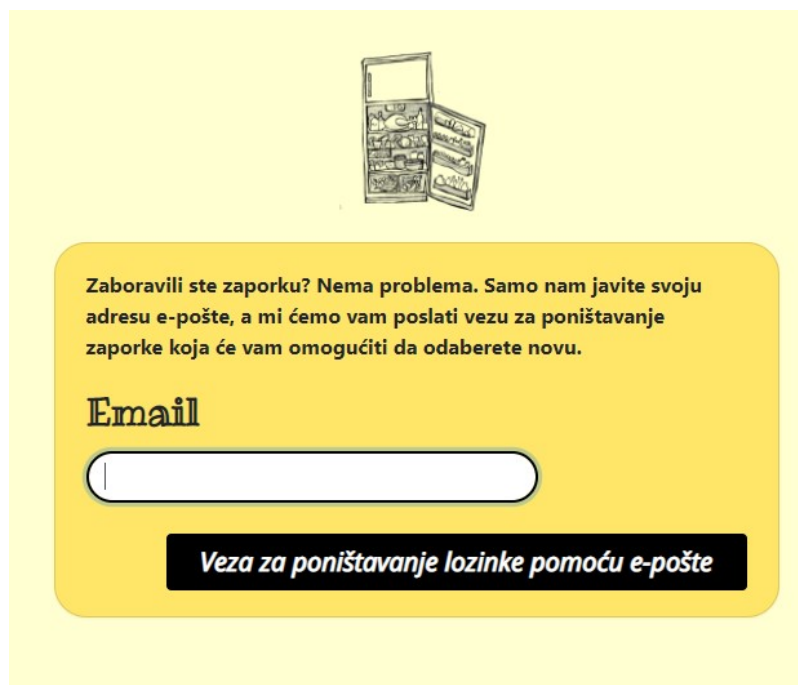 Zaboravili ste zaporku? Nema problema. Samo nam javite svoju
adresu e-pošte, a mi ćemo vam poslati vezu za poništavanje
zaporke koja će vam omogućiti da odaberete novu.
Email
Veza za poništavanje lozinke pomoću e-pošte